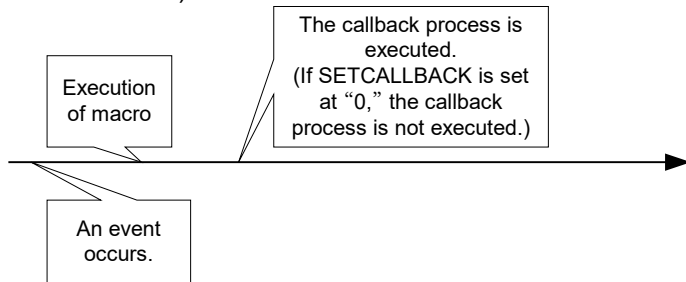 The callback process is
executed.
(If SETCALLBACK is set
at “0,” the callback
process is not executed.)
Execution
of macro
An event
occurs.